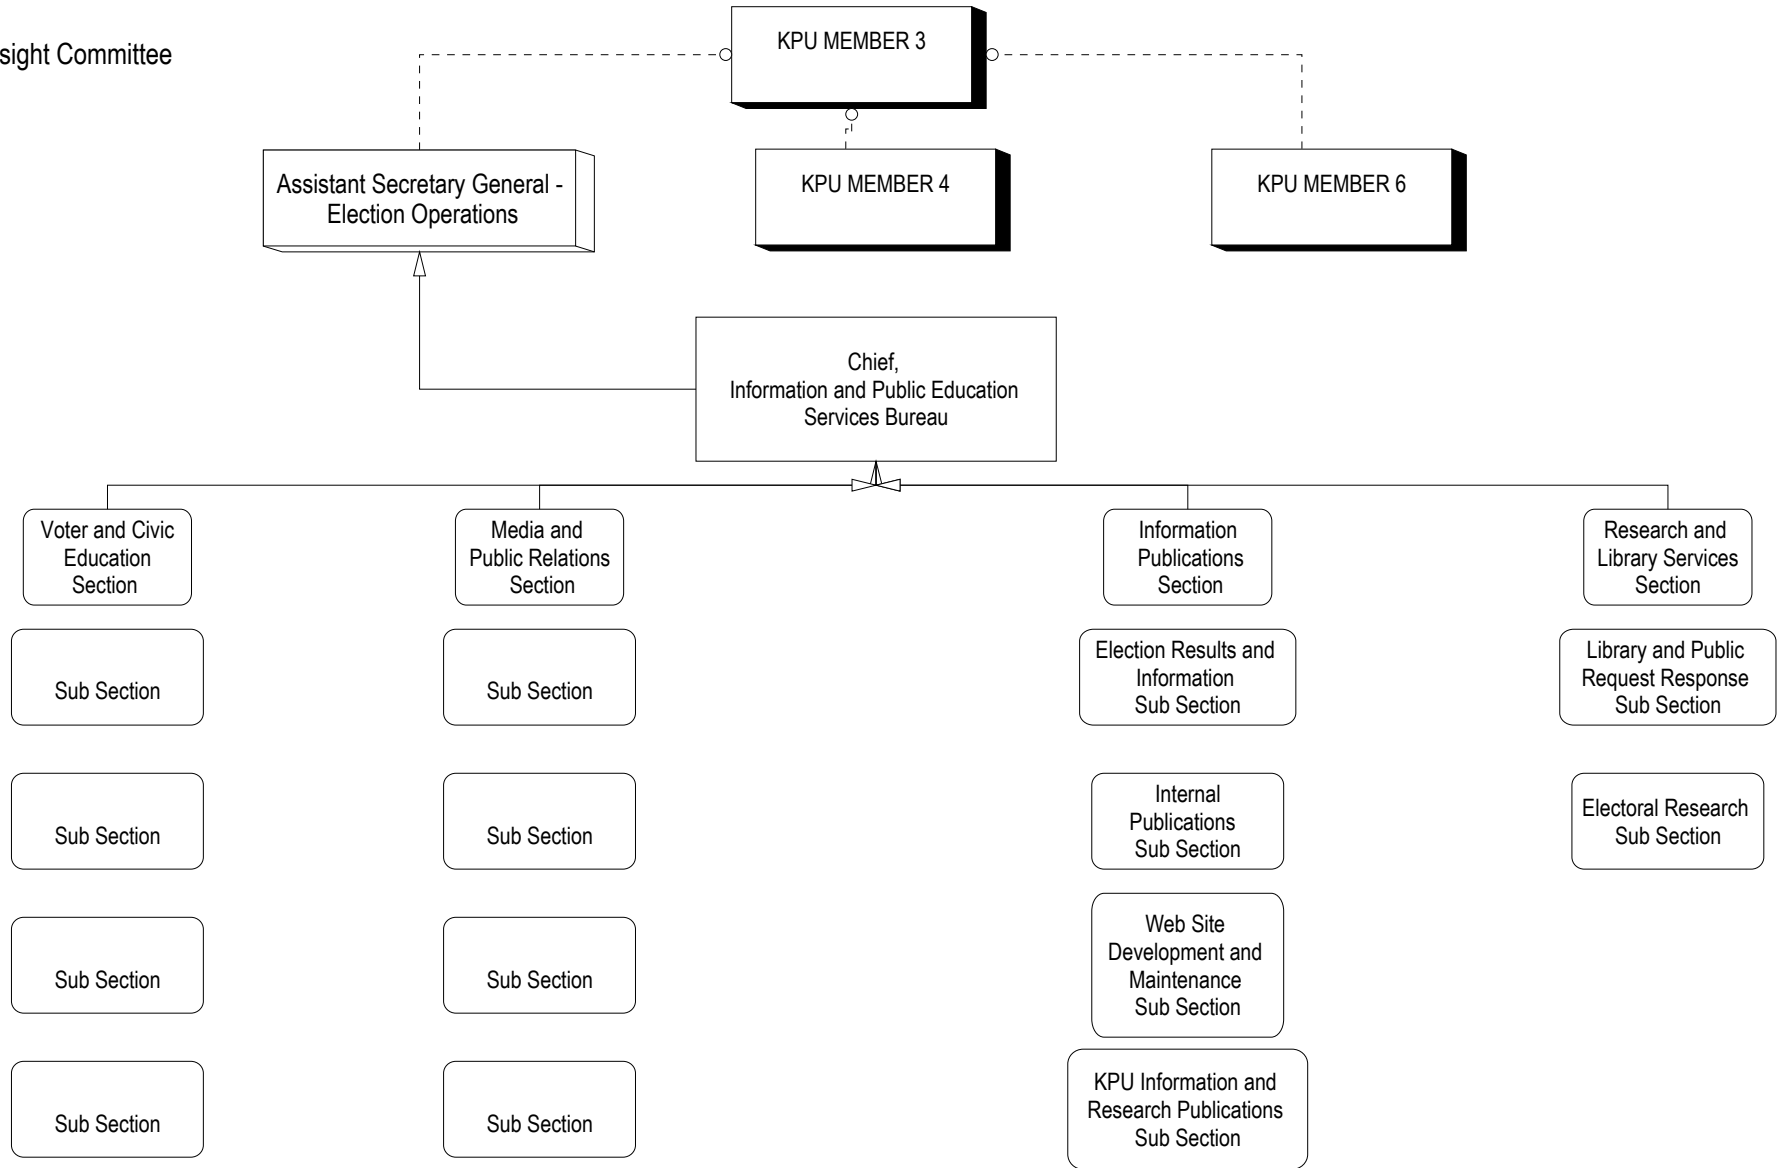 sight Committee
KPU MEMBER 3
Assistant Secretary General -
Election Operations
KPU MEMBER 4
KPU MEMBER 6
Chief,
Information and Public Education
Services Bureau
Voter and Civic
Education
Section
Media and
Public Relations
Section
Information
Publications
Section
Research and
Library Services
Section
Sub Section
Sub Section
Election Results and
Information
Sub Section
Library and Public
Request Response
Sub Section
Sub Section
Sub Section
Internal
Publications
Sub Section
Electoral Research
Sub Section
Sub Section
Sub Section
Web Site
Development and
Maintenance
Sub Section
Sub Section
Sub Section
KPU Information and
Research Publications
Sub Section